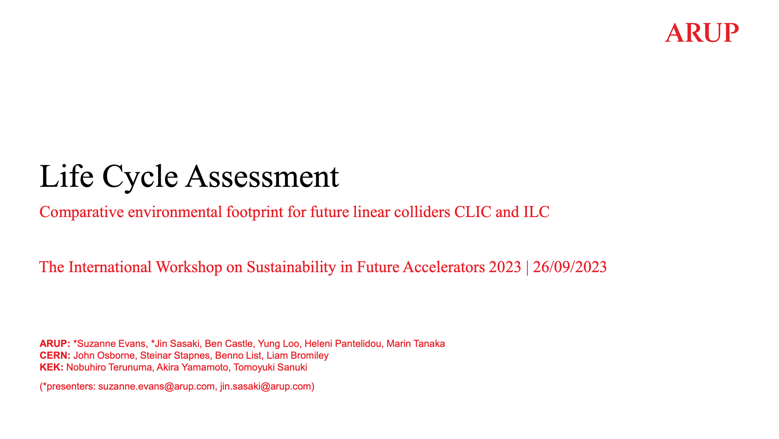 ARUP
Life Cycle Assessment
Comparative environmental footprint for future linear colliders CLIC and ILC
The International Workshop on Sustainability in Future Accelerators 2023 | 26/09/2023
ARUP: *Suzanne Evans, *Jin Sasaki, Ben Castle, Yung Loo, Heleni Pantelidou, Marin Tanaka
CERN: John Osborne, Steinar Stapnes, Benno List, Liam Bromiley
KEK: Nobuhiro Terunuma, Akira Yamamoto, Tomoyuki Sanuki
(*presenters: suzanne.evans@arup.com, jin.sasaki@arup.com)